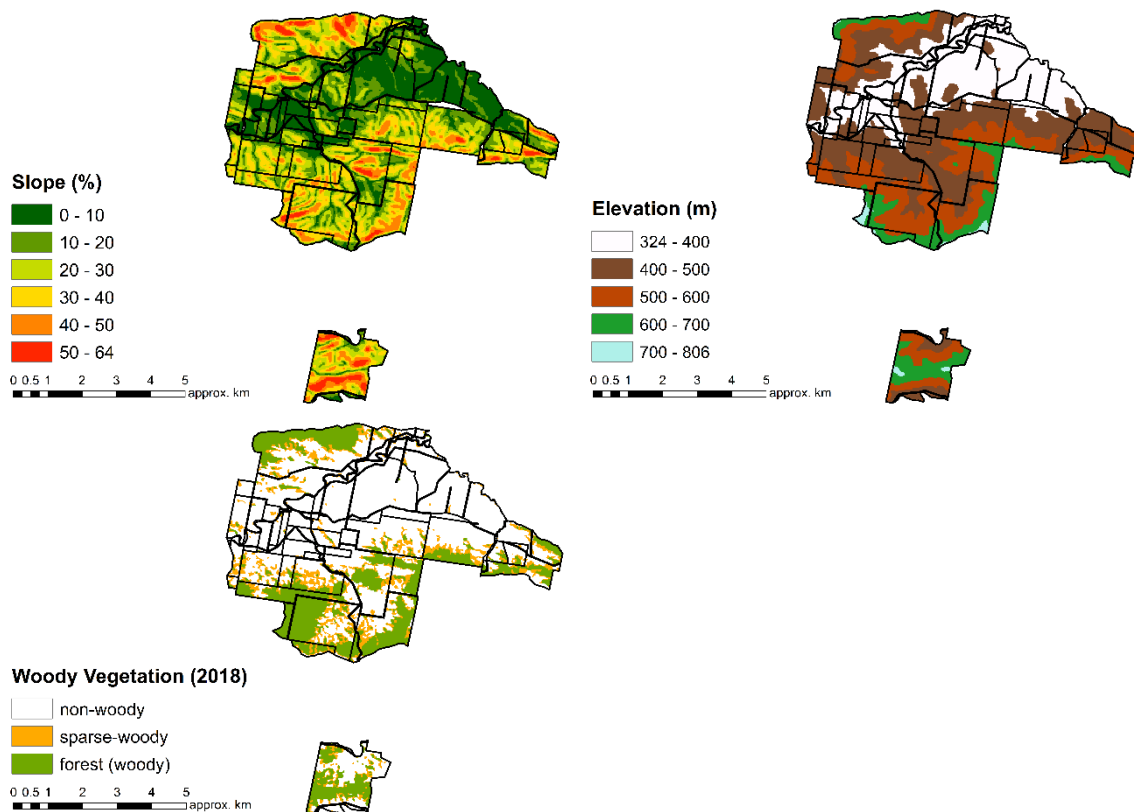 Slope (%)
0 - 10
10 - 20
20 - 30
30 - 40
40 - 50
50 - 64
0 0.5 1 2 3 4 5
approx. km
Elevation (m)
324 - 400
400 - 500
500 - 600
600 - 700
700 - 806
0 0.5 1 2 3 4 5
approx. km
Woody Vegetation (2018)
non-woody
sparse-woody
forest (woody)
0 0.5 1 2 3 4 5
approx. km